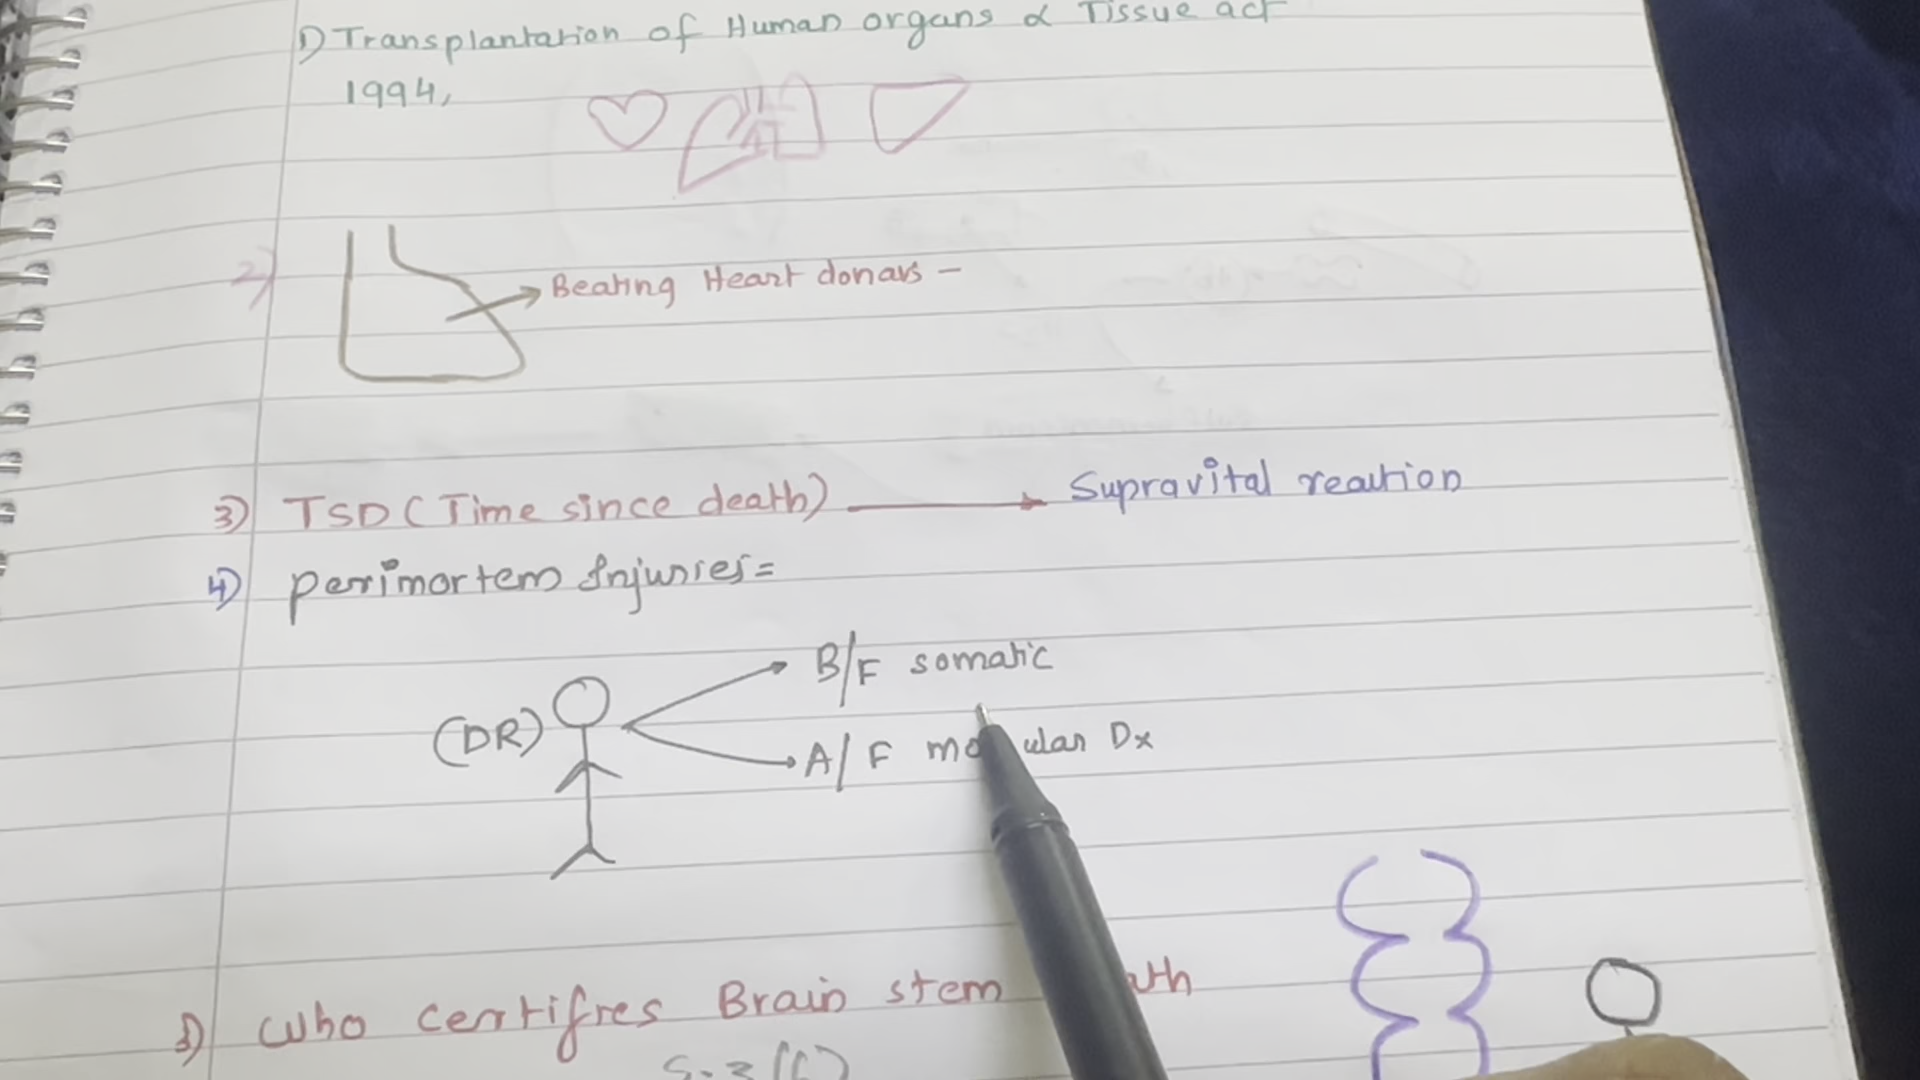 1) Transplantation of Human organs & Tissue act
1994,
2)
Beating Heart donars -
3) TSD (Time since death) → Supravital reaction
4) perimortem Injuries =
(DR)
B/F somatic
A/F Dx
Who certifies Brain stem